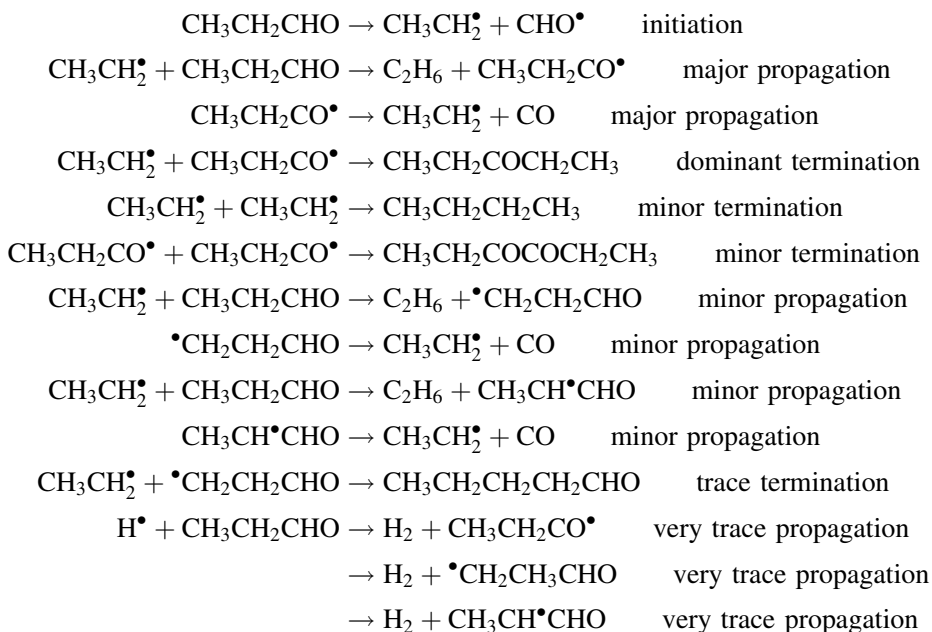 CH₃CH₂CHO → CH₃CH₂• + CHO• initiation
CH₃CH₂• + CH₃CH₂CHO → C₂H₆ + CH₃CH₂CO• major propagation
CH₃CH₂CO• → CH₃CH₂• + CO major propagation
CH₃CH₂• + CH₃CH₂CO• → CH₃CH₂COCH₂CH₃ dominant termination
CH₃CH₂• + CH₃CH₂• → CH₃CH₂CH₂CH₃ minor termination
CH₃CH₂CO• + CH₃CH₂CO• → CH₃CH₂COCOCH₂CH₃ minor termination
CH₃CH₂• + CH₃CH₂CHO → C₂H₆ + •CH₂CH₂CHO minor propagation
•CH₂CH₂CHO → CH₃CH₂• + CO minor propagation
CH₃CH₂• + CH₃CH₂CHO → C₂H₆ + CH₃CH•CHO minor propagation
CH₃CH•CHO → CH₃CH₂• + CO minor propagation
CH₃CH₂• + •CH₂CH₂CHO → CH₃CH₂CH₂CH₂CHO trace termination
H• + CH₃CH₂CHO → H₂ + CH₃CH₂CO• very trace propagation
→ H₂ + •CH₂CH₃CHO very trace propagation
→ H₂ + CH₃CH•CHO very trace propagation